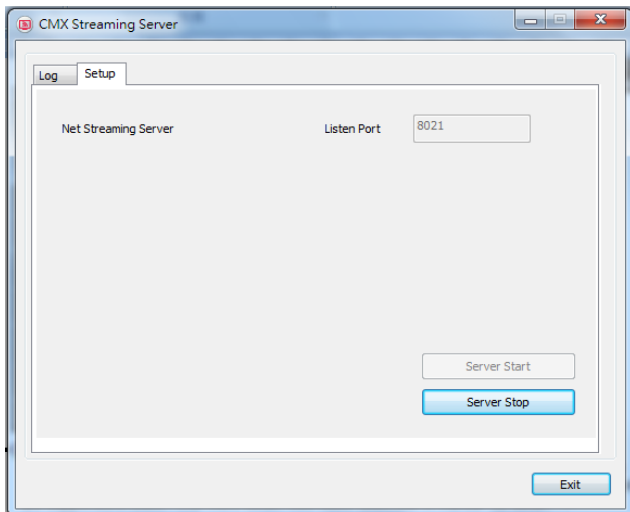 CMX Streaming Server
Log Setup
Net Streaming Server Listen Port 8021
Server Start
Server Stop
Exit